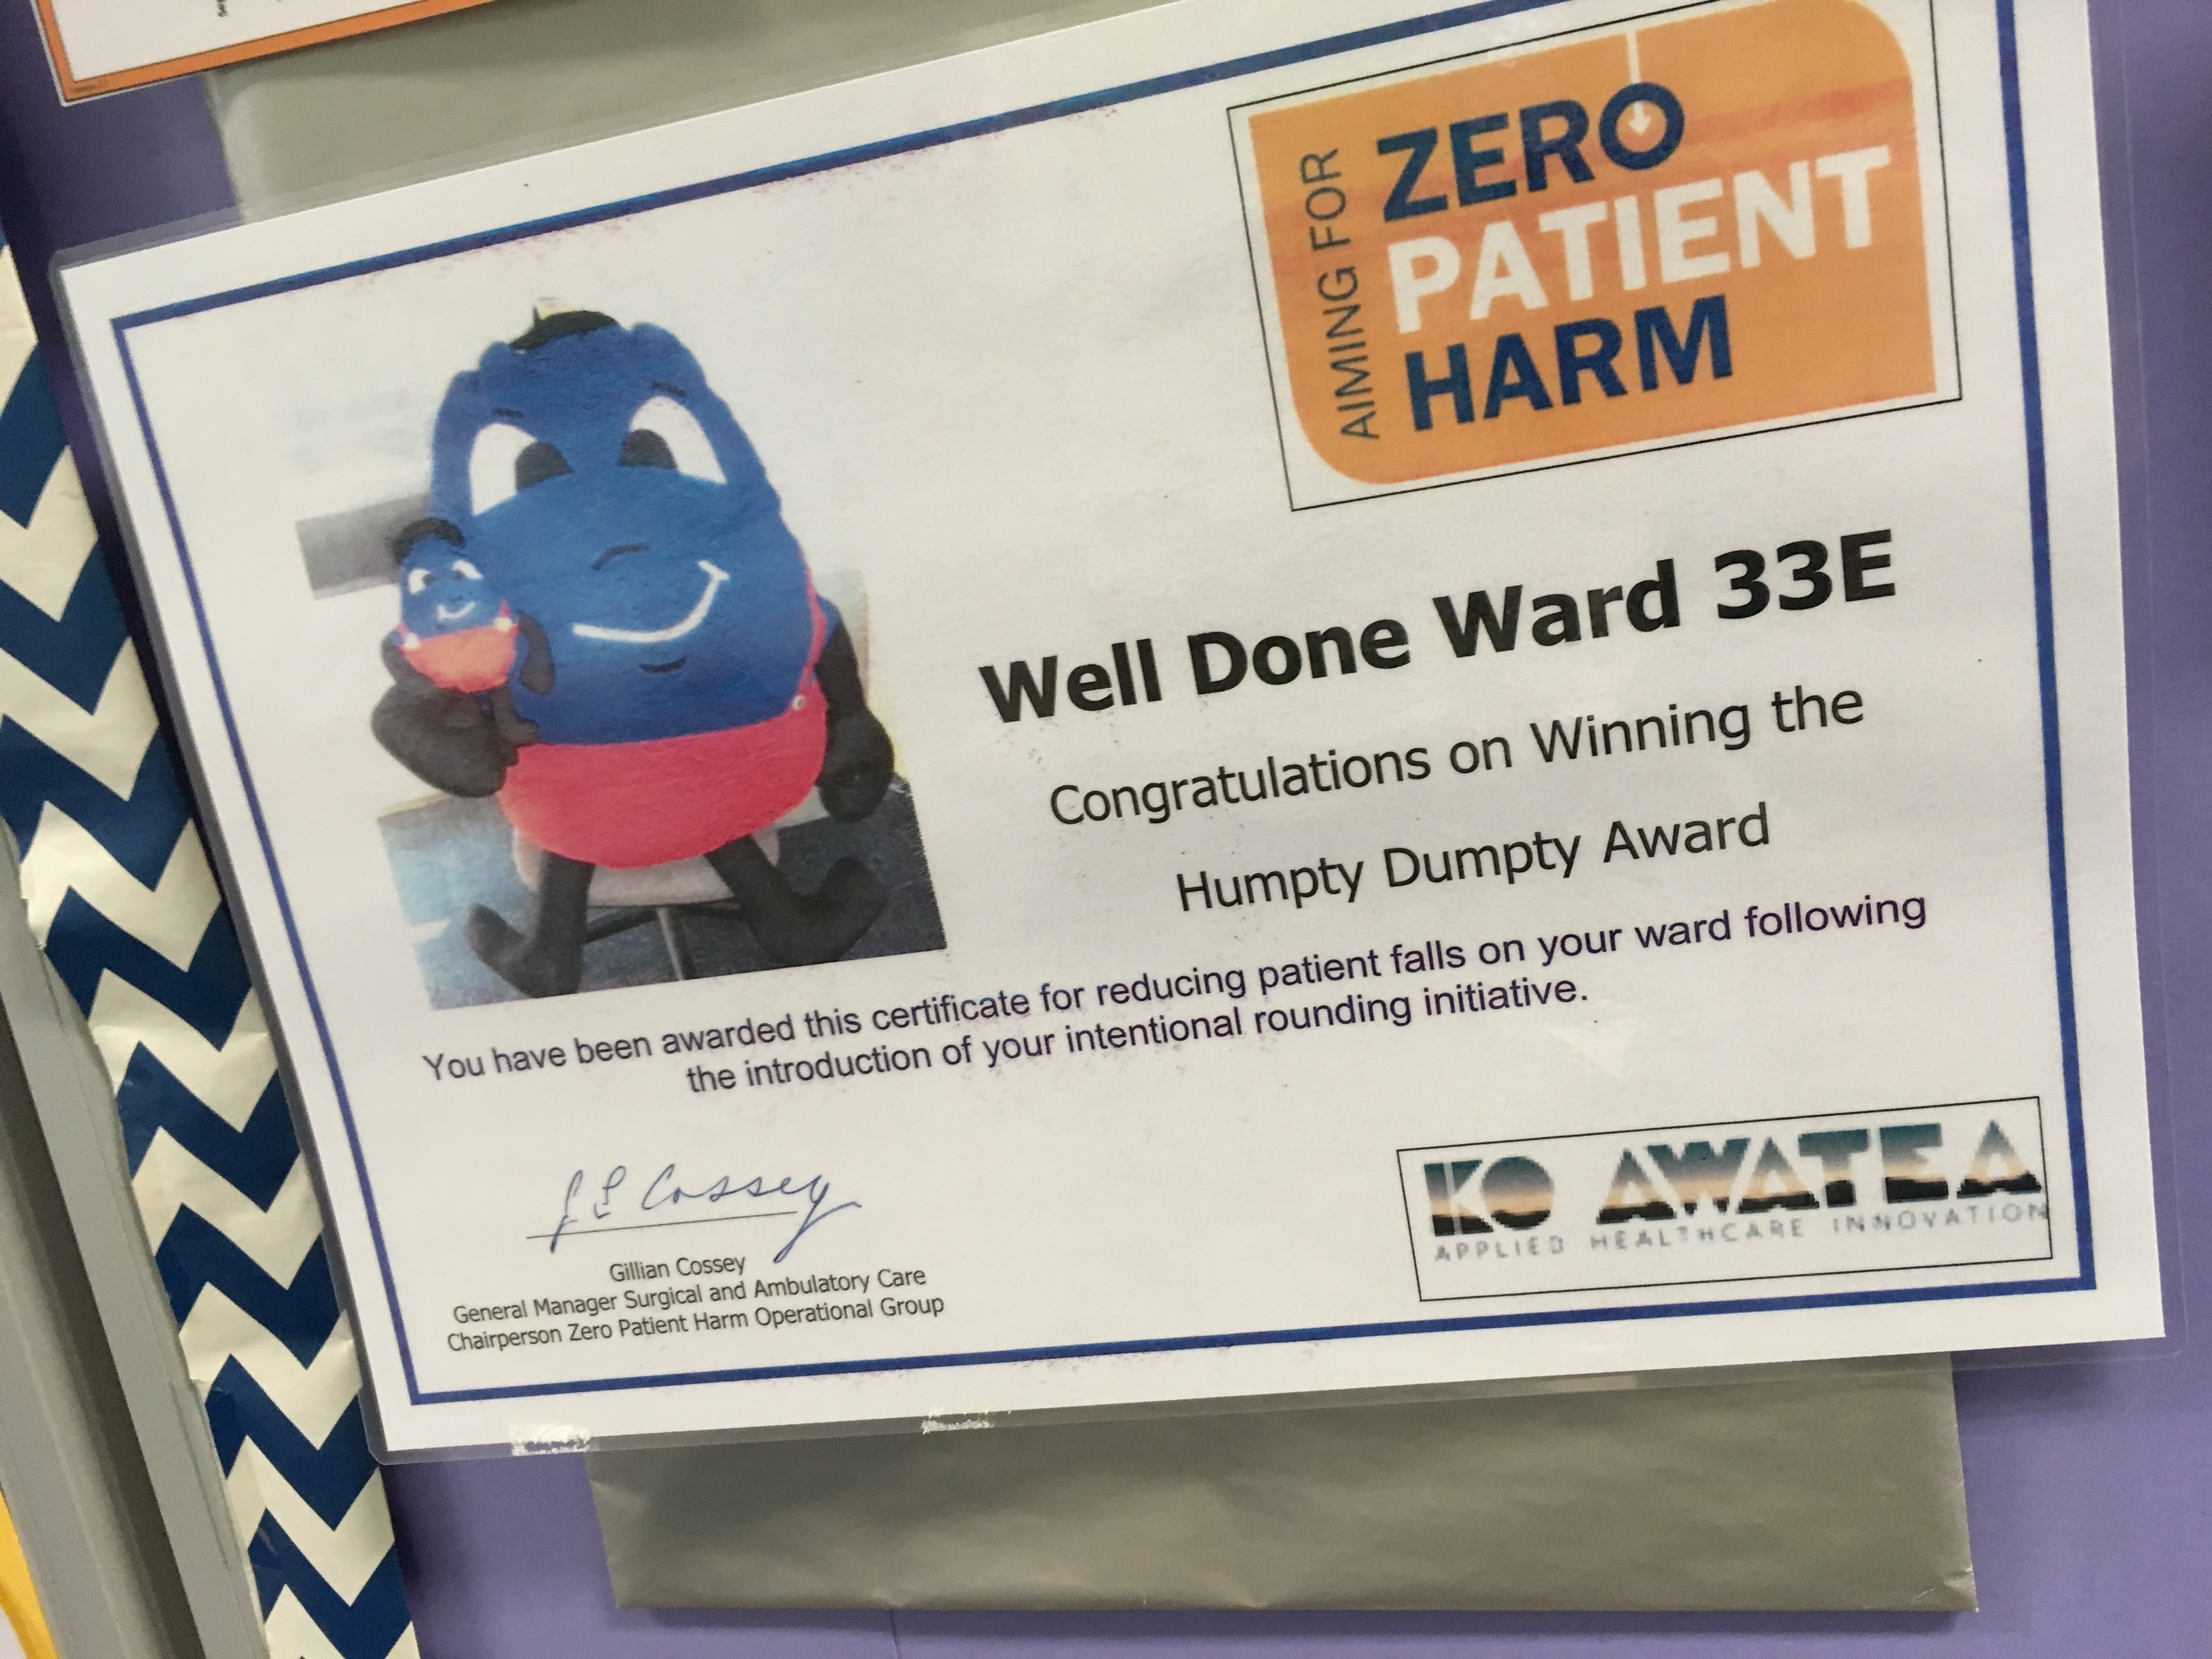 AIMING FOR
ZERO
PATIENT
HARM
Well Done Ward 33E
Congratulations on Winning the
Humpty Dumpty Award
You have been awarded this certificate for reducing patient falls on your ward following
the introduction of your intentional rounding initiative.
G E Cossey
Gillian Cossey
General Manager Surgical and Ambulatory Care
Chairperson Zero Patient Harm Operational Group
KO AWATEA
APPLIED HEALTHCARE INNOVATION